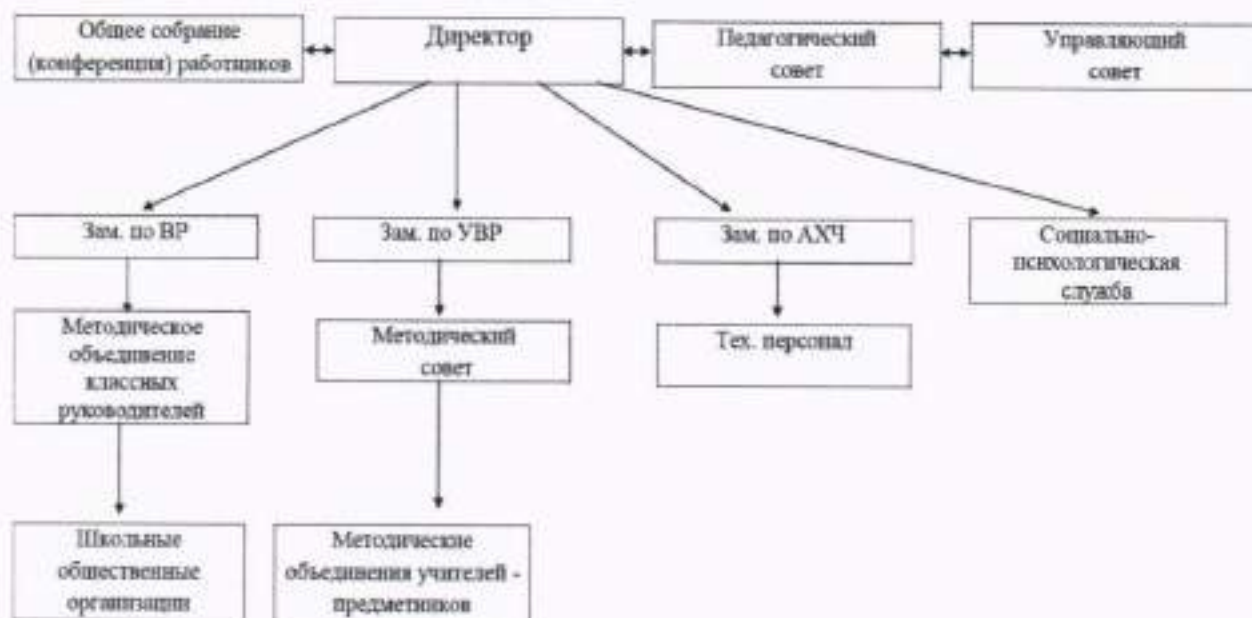 Общее собрание
(конференция) работников
Директор
Педагогический
совет
Управляющий
совет
Зам. по ВР
Зам. по УВР
Зам. по АХЧ
Социально-
психологическая
служба
Методическое
объединение
классных
руководителей
Методический
совет
Тех. персонал
Школьные
общественные
организации
Методические
объединения учителей -
предметников